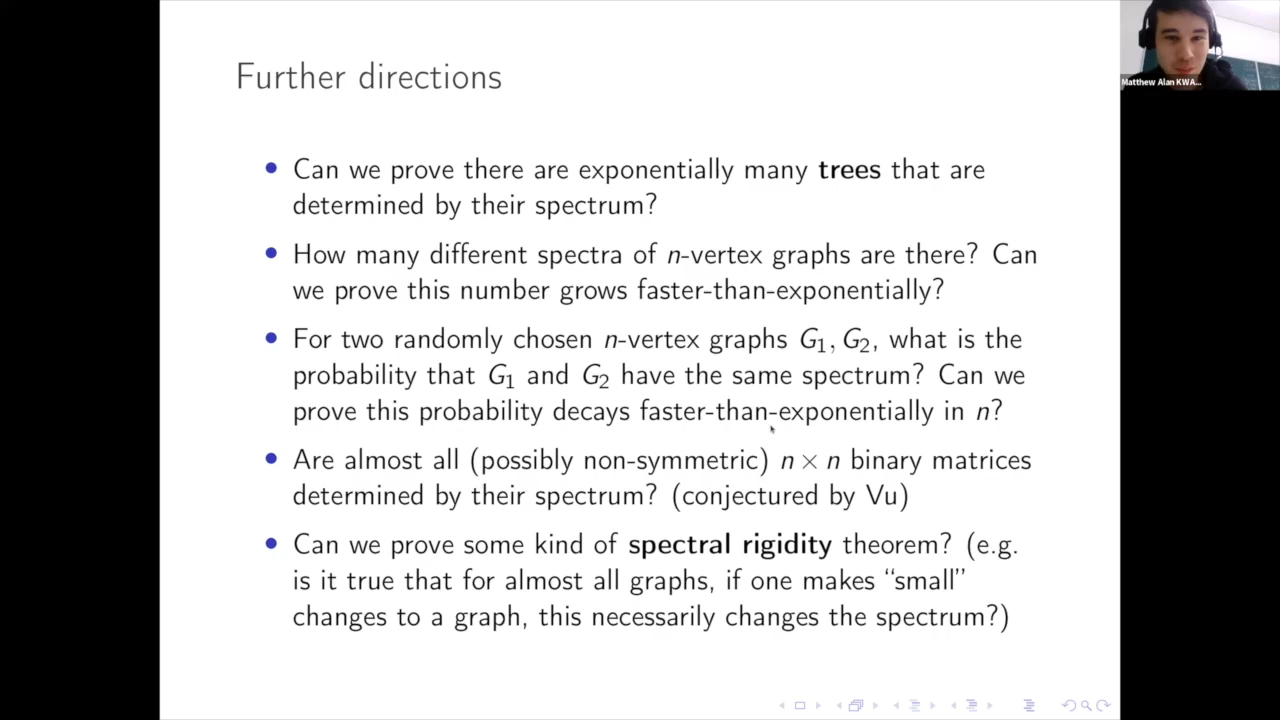 Further directions
Matthew Alan KWA...
• Can we prove there are exponentially many trees that are
determined by their spectrum?
• How many different spectra of n-vertex graphs are there? Can
we prove this number grows faster-than-exponentially?
• For two randomly chosen n-vertex graphs G₁, G₂, what is the
probability that G₁ and G₂ have the same spectrum? Can we
prove this probability decays faster-than-exponentially in n?
• Are almost all (possibly non-symmetric) n × n binary matrices
determined by their spectrum? (conjectured by Vu)
• Can we prove some kind of spectral rigidity theorem? (e.g.
is it true that for almost all graphs, if one makes “small”
changes to a graph, this necessarily changes the spectrum?)